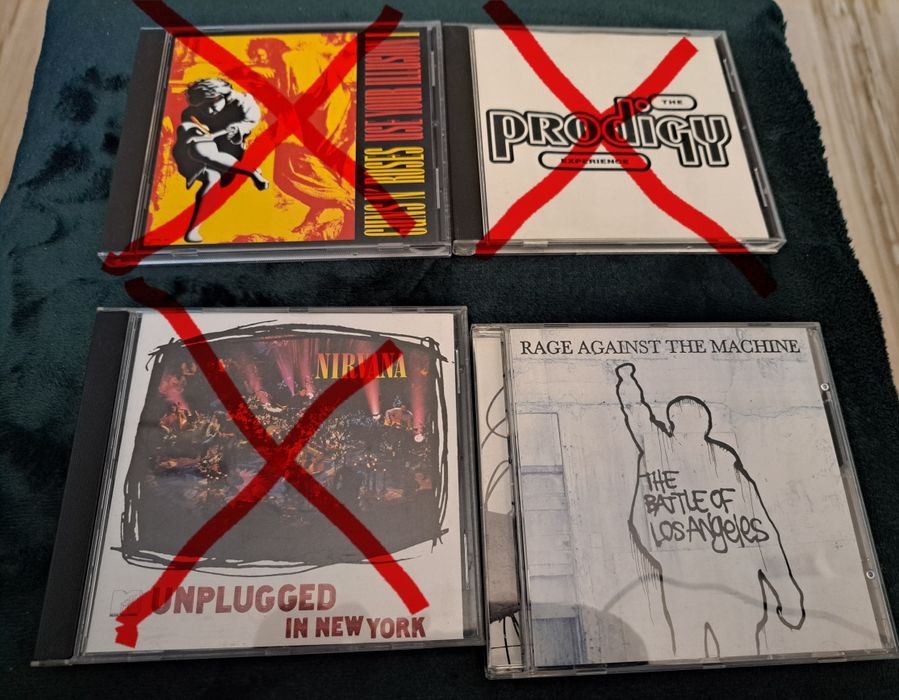 GUNS N' ROSES USE YOUR ILLUSION I
THE
PRODIGY
EXPERIENCE
NIRVANA
UNPLUGGED
IN NEW YORK
RAGE AGAINST THE MACHINE
THE
BATTLE OF
LOS ANGELES